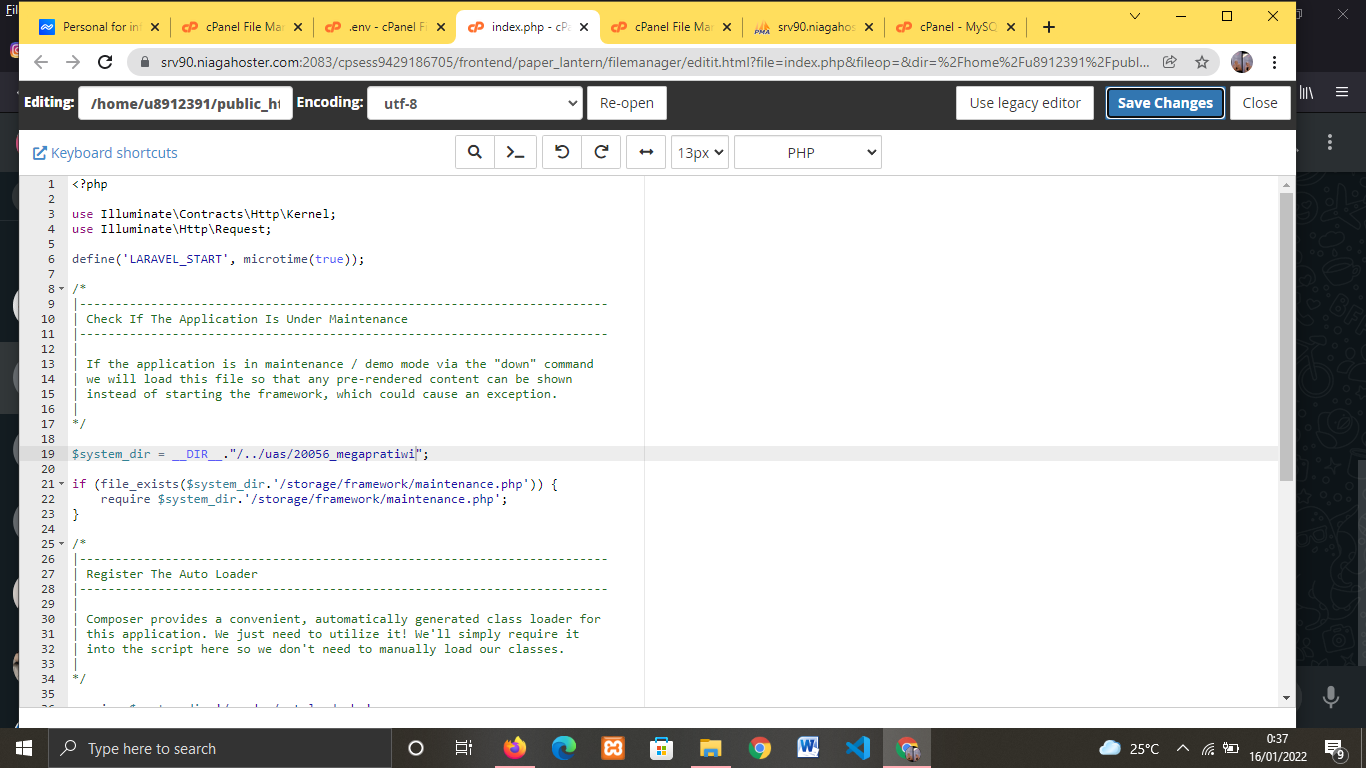 Personal for inf
cPanel File Mar
.env - cPanel Fi
index.php - cPa
cPanel File Mar
srv90.niagahos
cPanel - MySQ
srv90.niagahoster.com:2083/cpsess9429186705/frontend/paper_lantern/filemanager/editit.html?file=index.php&fileop=&dir=%2Fhome%2Fu8912391%2Fpubl...
Editing: /home/u8912391/public_ht Encoding: utf-8 Re-open Use legacy editor Save Changes Close
Keyboard shortcuts 13px PHP
1 <?php
2
3 use Illuminate\Contracts\Http\Kernel;
4 use Illuminate\Http\Request;
5
6 define('LARAVEL_START', microtime(true));
7
8 /*
9 |--------------------------------------------------------------------------
10 | Check If The Application Is Under Maintenance
11 |--------------------------------------------------------------------------
12 |
13 | If the application is in maintenance / demo mode via the "down" command
14 | we will load this file so that any pre-rendered content can be shown
15 | instead of starting the framework, which could cause an exception.
16 |
17 */
18
19 $system_dir = __DIR__."/../uas/20056_megapratiwi";
20
21 if (file_exists($system_dir.'/storage/framework/maintenance.php')) {
22 require $system_dir.'/storage/framework/maintenance.php';
23 }
24
25 /*
26 |--------------------------------------------------------------------------
27 | Register The Auto Loader
28 |--------------------------------------------------------------------------
29 |
30 | Composer provides a convenient, automatically generated class loader for
31 | this application. We just need to utilize it! We'll simply require it
32 | into the script here so we don't need to manually load our classes.
33 |
34 */
35
Type here to search
25°C
0:37
16/01/2022
9